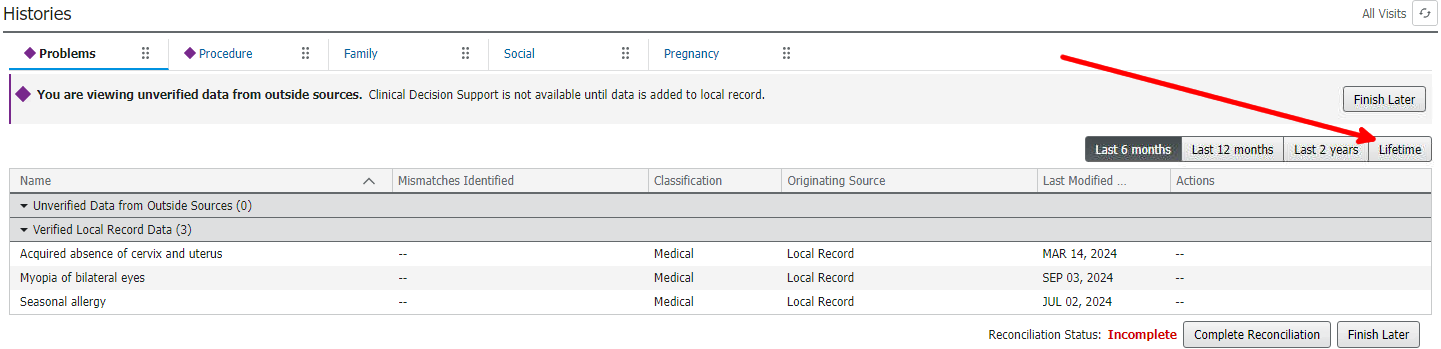 Histories All Visits
Problems Procedure Family Social Pregnancy
You are viewing unverified data from outside sources. Clinical Decision Support is not available until data is added to local record. Finish Later
Last 6 months Last 12 months Last 2 years Lifetime
Name Mismatches Identified Classification Originating Source Last Modified ... Actions
Unverified Data from Outside Sources (0)
Verified Local Record Data (3)
Acquired absence of cervix and uterus -- Medical Local Record MAR 14, 2024 --
Myopia of bilateral eyes -- Medical Local Record SEP 03, 2024 --
Seasonal allergy -- Medical Local Record JUL 02, 2024 --
Reconciliation Status: Incomplete Complete Reconciliation Finish Later